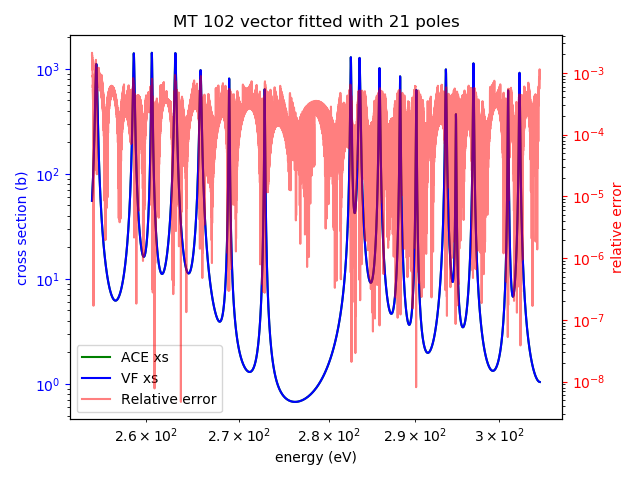 MT 102 vector fitted with 21 poles
10³
10²
10¹
10⁰
cross section (b)
10⁻³
10⁻⁴
10⁻⁵
10⁻⁶
10⁻⁷
10⁻⁸
relative error
ACE xs
VF xs
Relative error
2.6 × 10² 2.7 × 10² 2.8 × 10² 2.9 × 10² 3 × 10²
energy (eV)